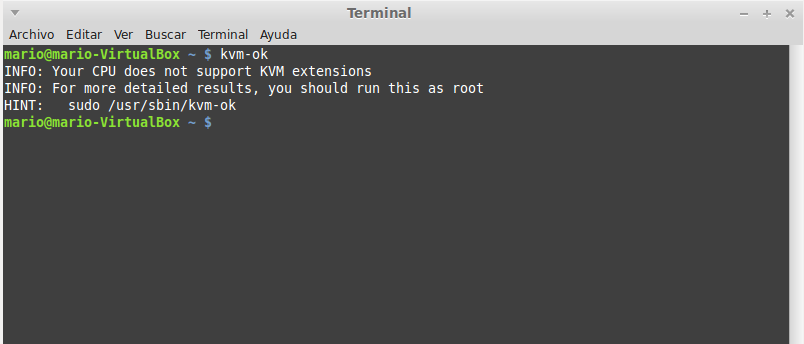 Terminal
Archivo Editar Ver Buscar Terminal Ayuda
mario@mario-VirtualBox ~ $ kvm-ok
INFO: Your CPU does not support KVM extensions
INFO: For more detailed results, you should run this as root
HINT:   sudo /usr/sbin/kvm-ok
mario@mario-VirtualBox ~ $